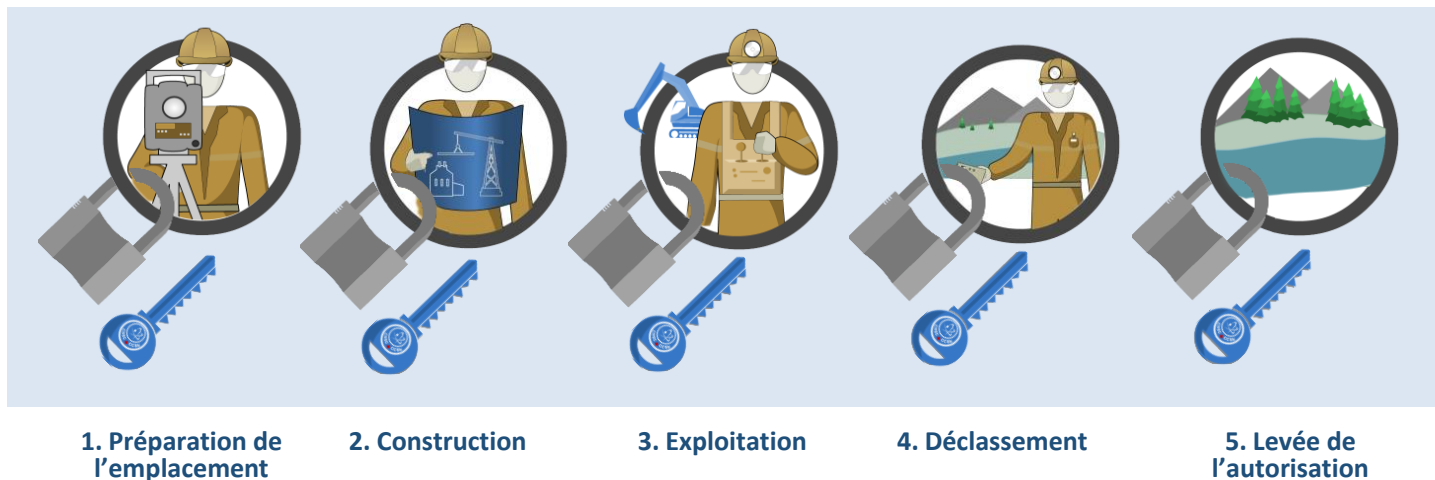 1. Préparation de
l’emplacement
2. Construction
3. Exploitation
4. Déclassement
5. Levée de
l’autorisation